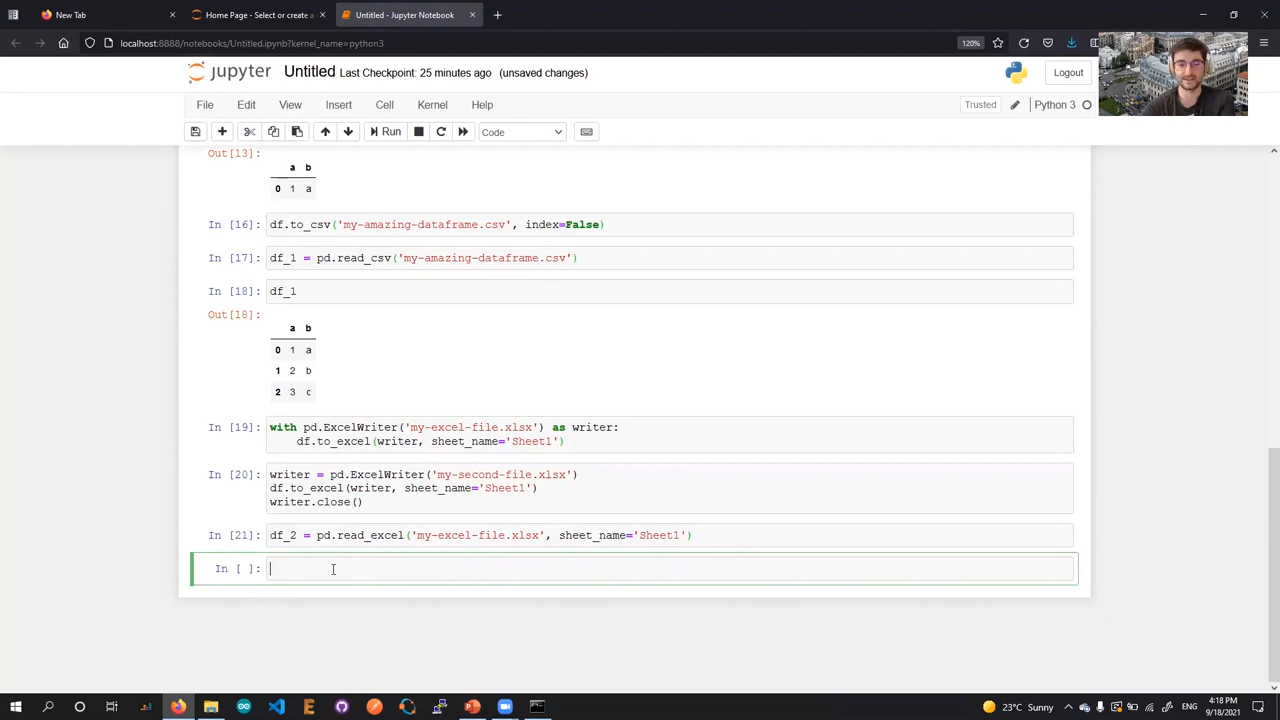 New Tab
Home Page - Select or create a
Untitled - Jupyter Notebook
localhost:8888/notebooks/Untitled.ipynb?kernel_name=python3
120%
jupyter Untitled Last Checkpoint: 25 minutes ago (unsaved changes)
Logout
File Edit View Insert Cell Kernel Help
Trusted
Python 3
Run
Code
Out[13]:
a b
0 1 a
In [16]: df.to_csv('my-amazing-dataframe.csv', index=False)
In [17]: df_1 = pd.read_csv('my-amazing-dataframe.csv')
In [18]: df_1
Out[18]:
a b
0 1 a
1 2 b
2 3 c
In [19]: with pd.ExcelWriter('my-excel-file.xlsx') as writer:
df.to_excel(writer, sheet_name='Sheet1')
In [20]: writer = pd.ExcelWriter('my-second-file.xlsx')
df.to_excel(writer, sheet_name='Sheet1')
writer.close()
In [21]: df_2 = pd.read_excel('my-excel-file.xlsx', sheet_name='Sheet1')
In [ ]:
23°C Sunny
ENG
4:18 PM
9/18/2021